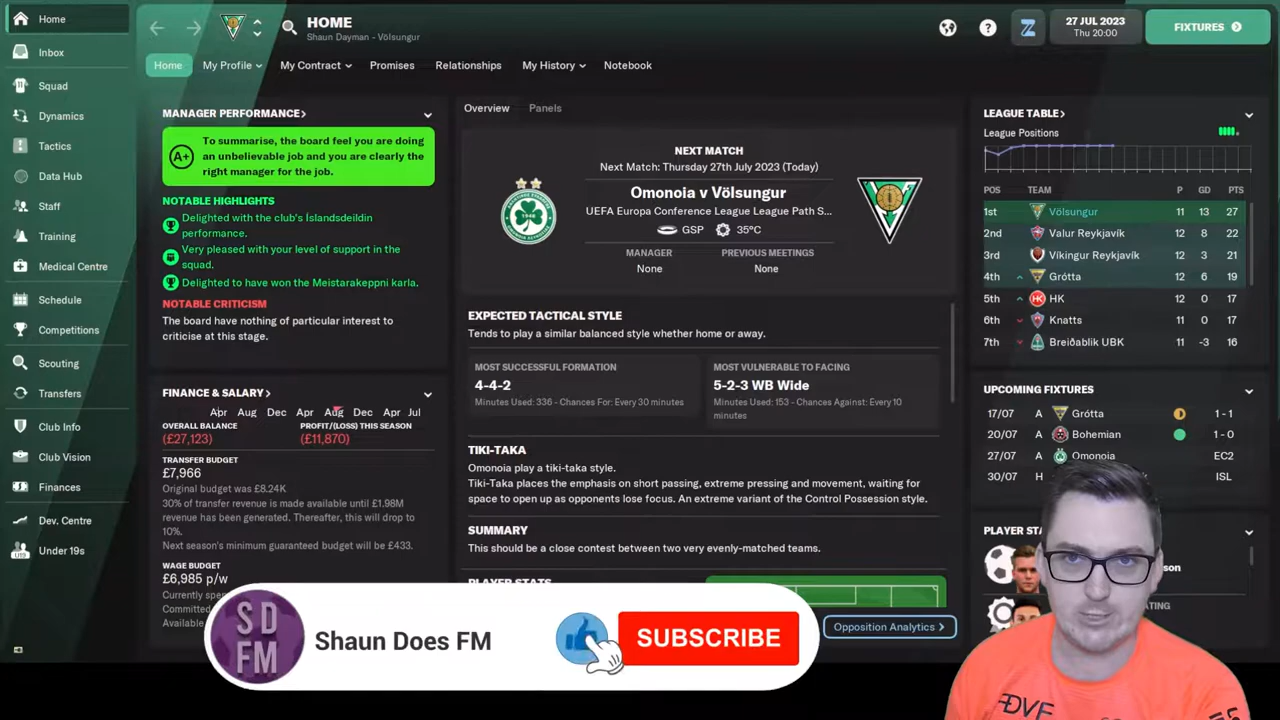 Home
Inbox
Squad
Dynamics
Tactics
Data Hub
Staff
Training
Medical Centre
Schedule
Competitions
Scouting
Transfers
Club Info
Club Vision
Finances
Dev. Centre
Under 19s
HOME
Shaun Dayman - Völsungur
27 JUL 2023
Thu 20:00
FIXTURES
Home
My Profile
My Contract
Promises
Relationships
My History
Notebook
MANAGER PERFORMANCE>
A+
To summarise, the board feel you are doing
an unbelievable job and you are clearly the
right manager for the job.
NOTABLE HIGHLIGHTS
Delighted with the club's Íslandsdeildin
performance.
Very pleased with your level of support in the
squad.
Delighted to have won the Meistarakeppni karla.
NOTABLE CRITICISM
The board have nothing of particular interest to
criticise at this stage.
FINANCE & SALARY>
Apr Aug Dec Apr Aug Dec Apr Jul
OVERALL BALANCE PROFIT/(LOSS) THIS SEASON
(£27,123) (£11,870)
TRANSFER BUDGET
£7,966
Original budget was £8.24K
30% of transfer revenue is made available until £1.98M
revenue has been generated. Thereafter, this will drop to
10%.
Next season's minimum guaranteed budget will be £433.
WAGE BUDGET
£6,985 p/w
Currently spen
Committed
Available
Overview Panels
NEXT MATCH
Next Match: Thursday 27th July 2023 (Today)
Omonoia v Völsungur
UEFA Europa Conference League League Path S...
GSP 35°C
MANAGER PREVIOUS MEETINGS
None None
EXPECTED TACTICAL STYLE
Tends to play a similar balanced style whether home or away.
MOST SUCCESSFUL FORMATION
4-4-2
Minutes Used: 336 - Chances For: Every 30 minutes
MOST VULNERABLE TO FACING
5-2-3 WB Wide
Minutes Used: 153 - Chances Against: Every 10
minutes
TIKI-TAKA
Omonoia play a tiki-taka style.
Tiki-Taka places the emphasis on short passing, extreme pressing and movement, waiting for
space to open up as opponents lose focus. An extreme variant of the Control Possession style.
SUMMARY
This should be a close contest between two very evenly-matched teams.
PLAYER STATS
Opposition Analytics >
LEAGUE TABLE>
League Positions
POS TEAM P GD PTS
1st Völsungur 11 13 27
2nd Valur Reykjavík 12 8 22
3rd Víkingur Reykjavík 12 3 21
4th Grótta 12 6 19
5th HK 12 0 17
6th Knatts 11 0 17
7th Breiðablik UBK 11 -3 16
UPCOMING FIXTURES
17/07 A Grótta 1 - 1
20/07 A Bohemian 1 - 0
27/07 A Omonoia EC2
30/07 H ISL
PLAYER STA
son
ATING
SD
FM
Shaun Does FM
SUBSCRIBE